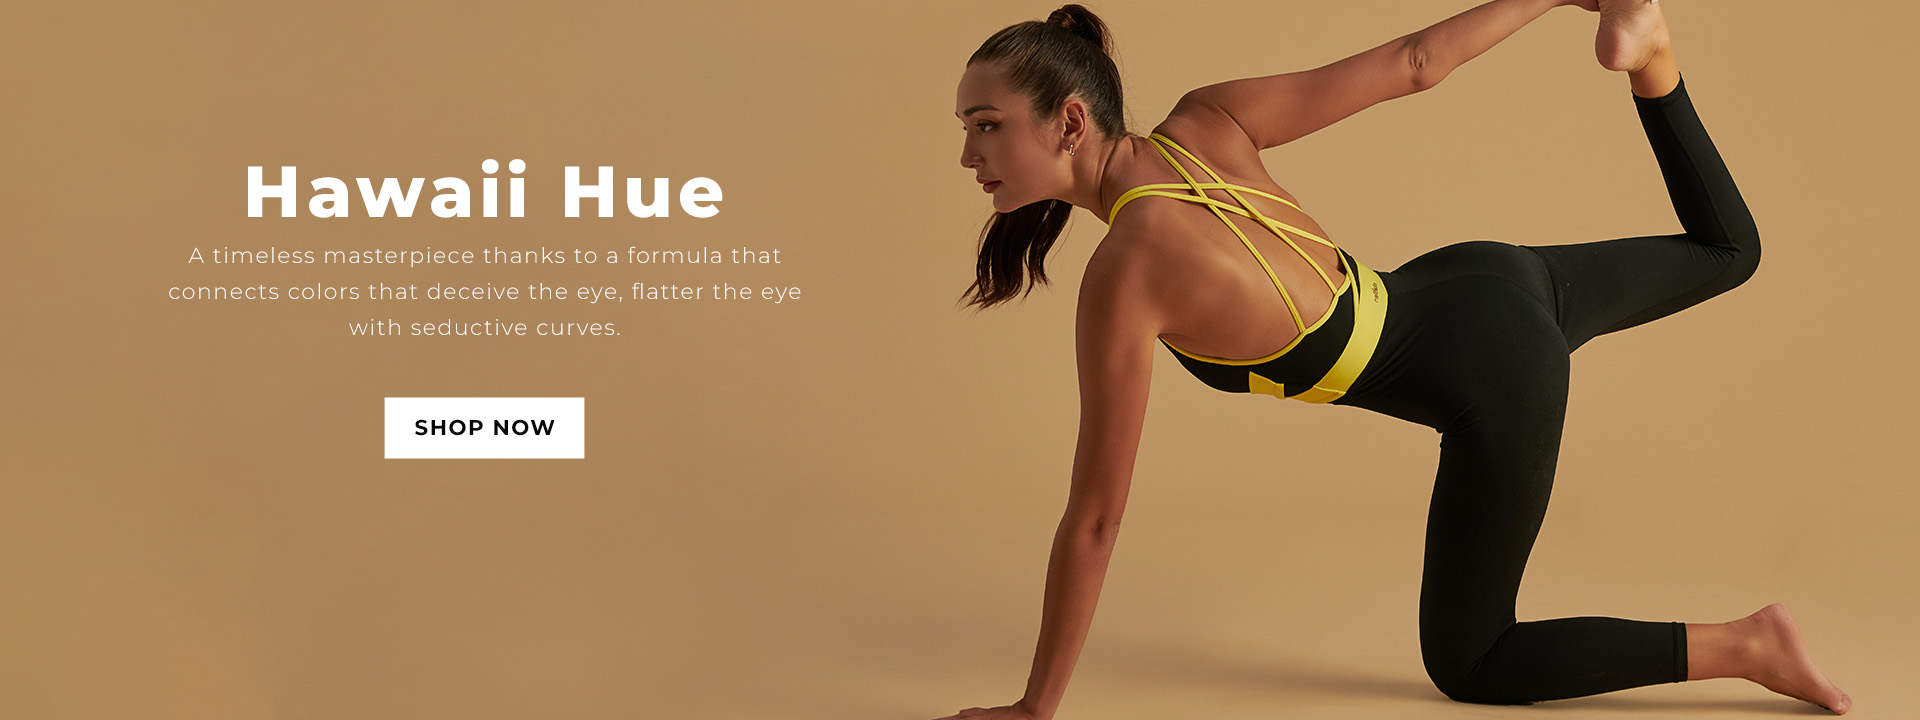 Hawaii Hue
A timeless masterpiece thanks to a formula that
connects colors that deceive the eye, flatter the eye
with seductive curves.
SHOP NOW